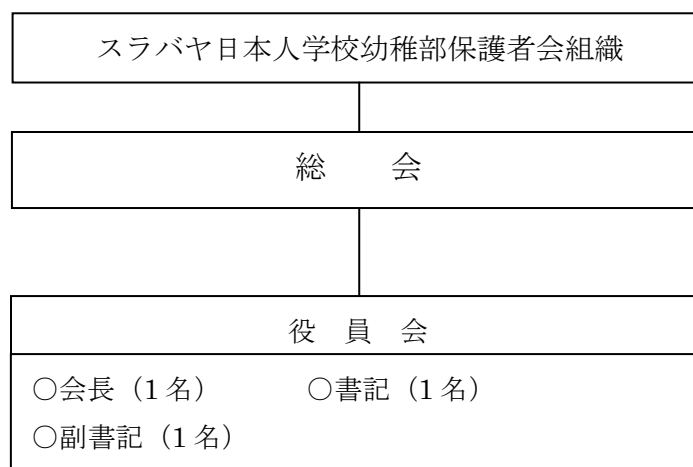 スラバヤ日本人学校幼稚部保護者会組織
総　　会
役　員　会
○会長（1名）　　　○書記（1名）
○副書記（1名）